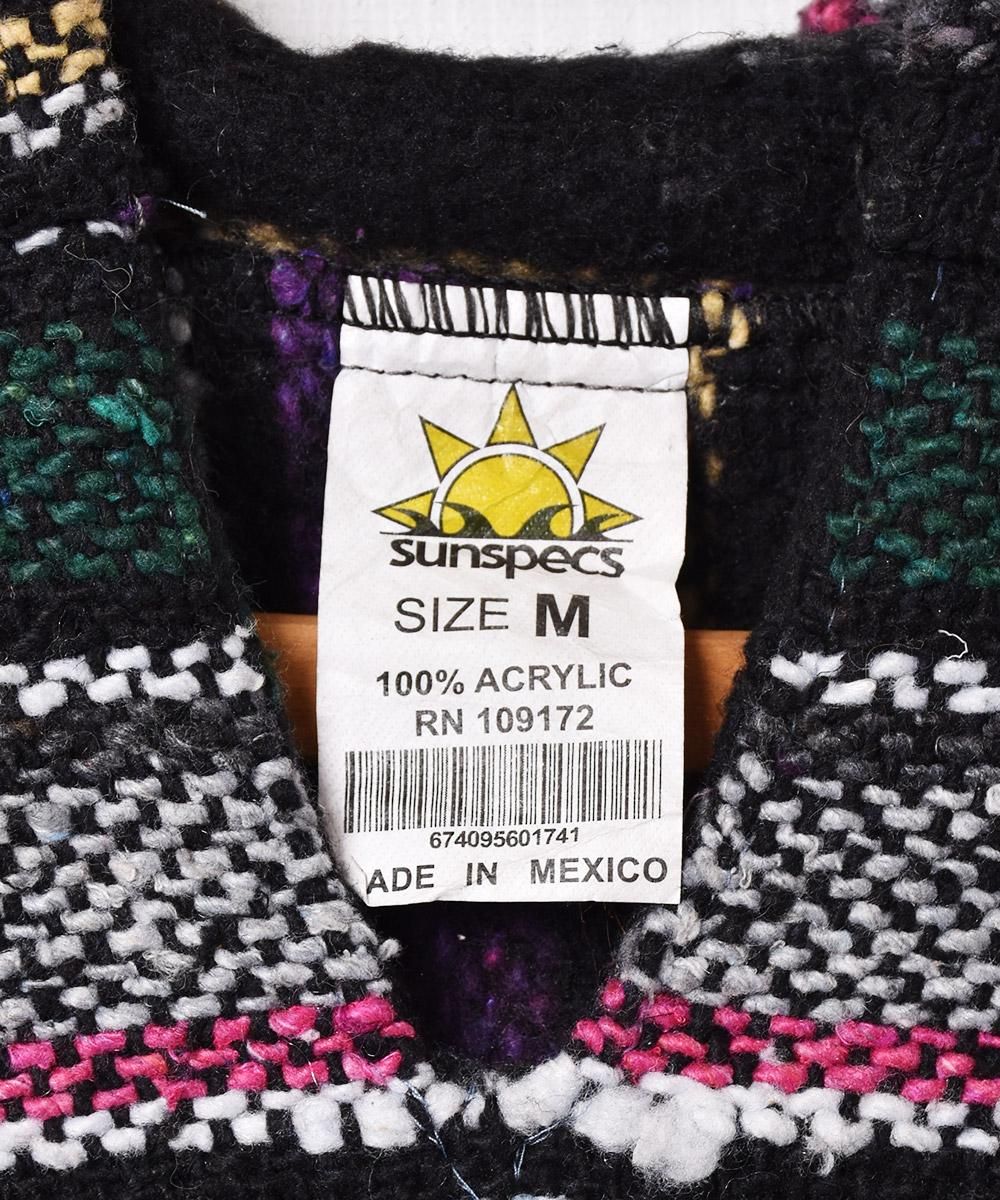 sunspecs
SIZE M
100% ACRYLIC
RN 109172
674095601741
ADE IN MEXICO